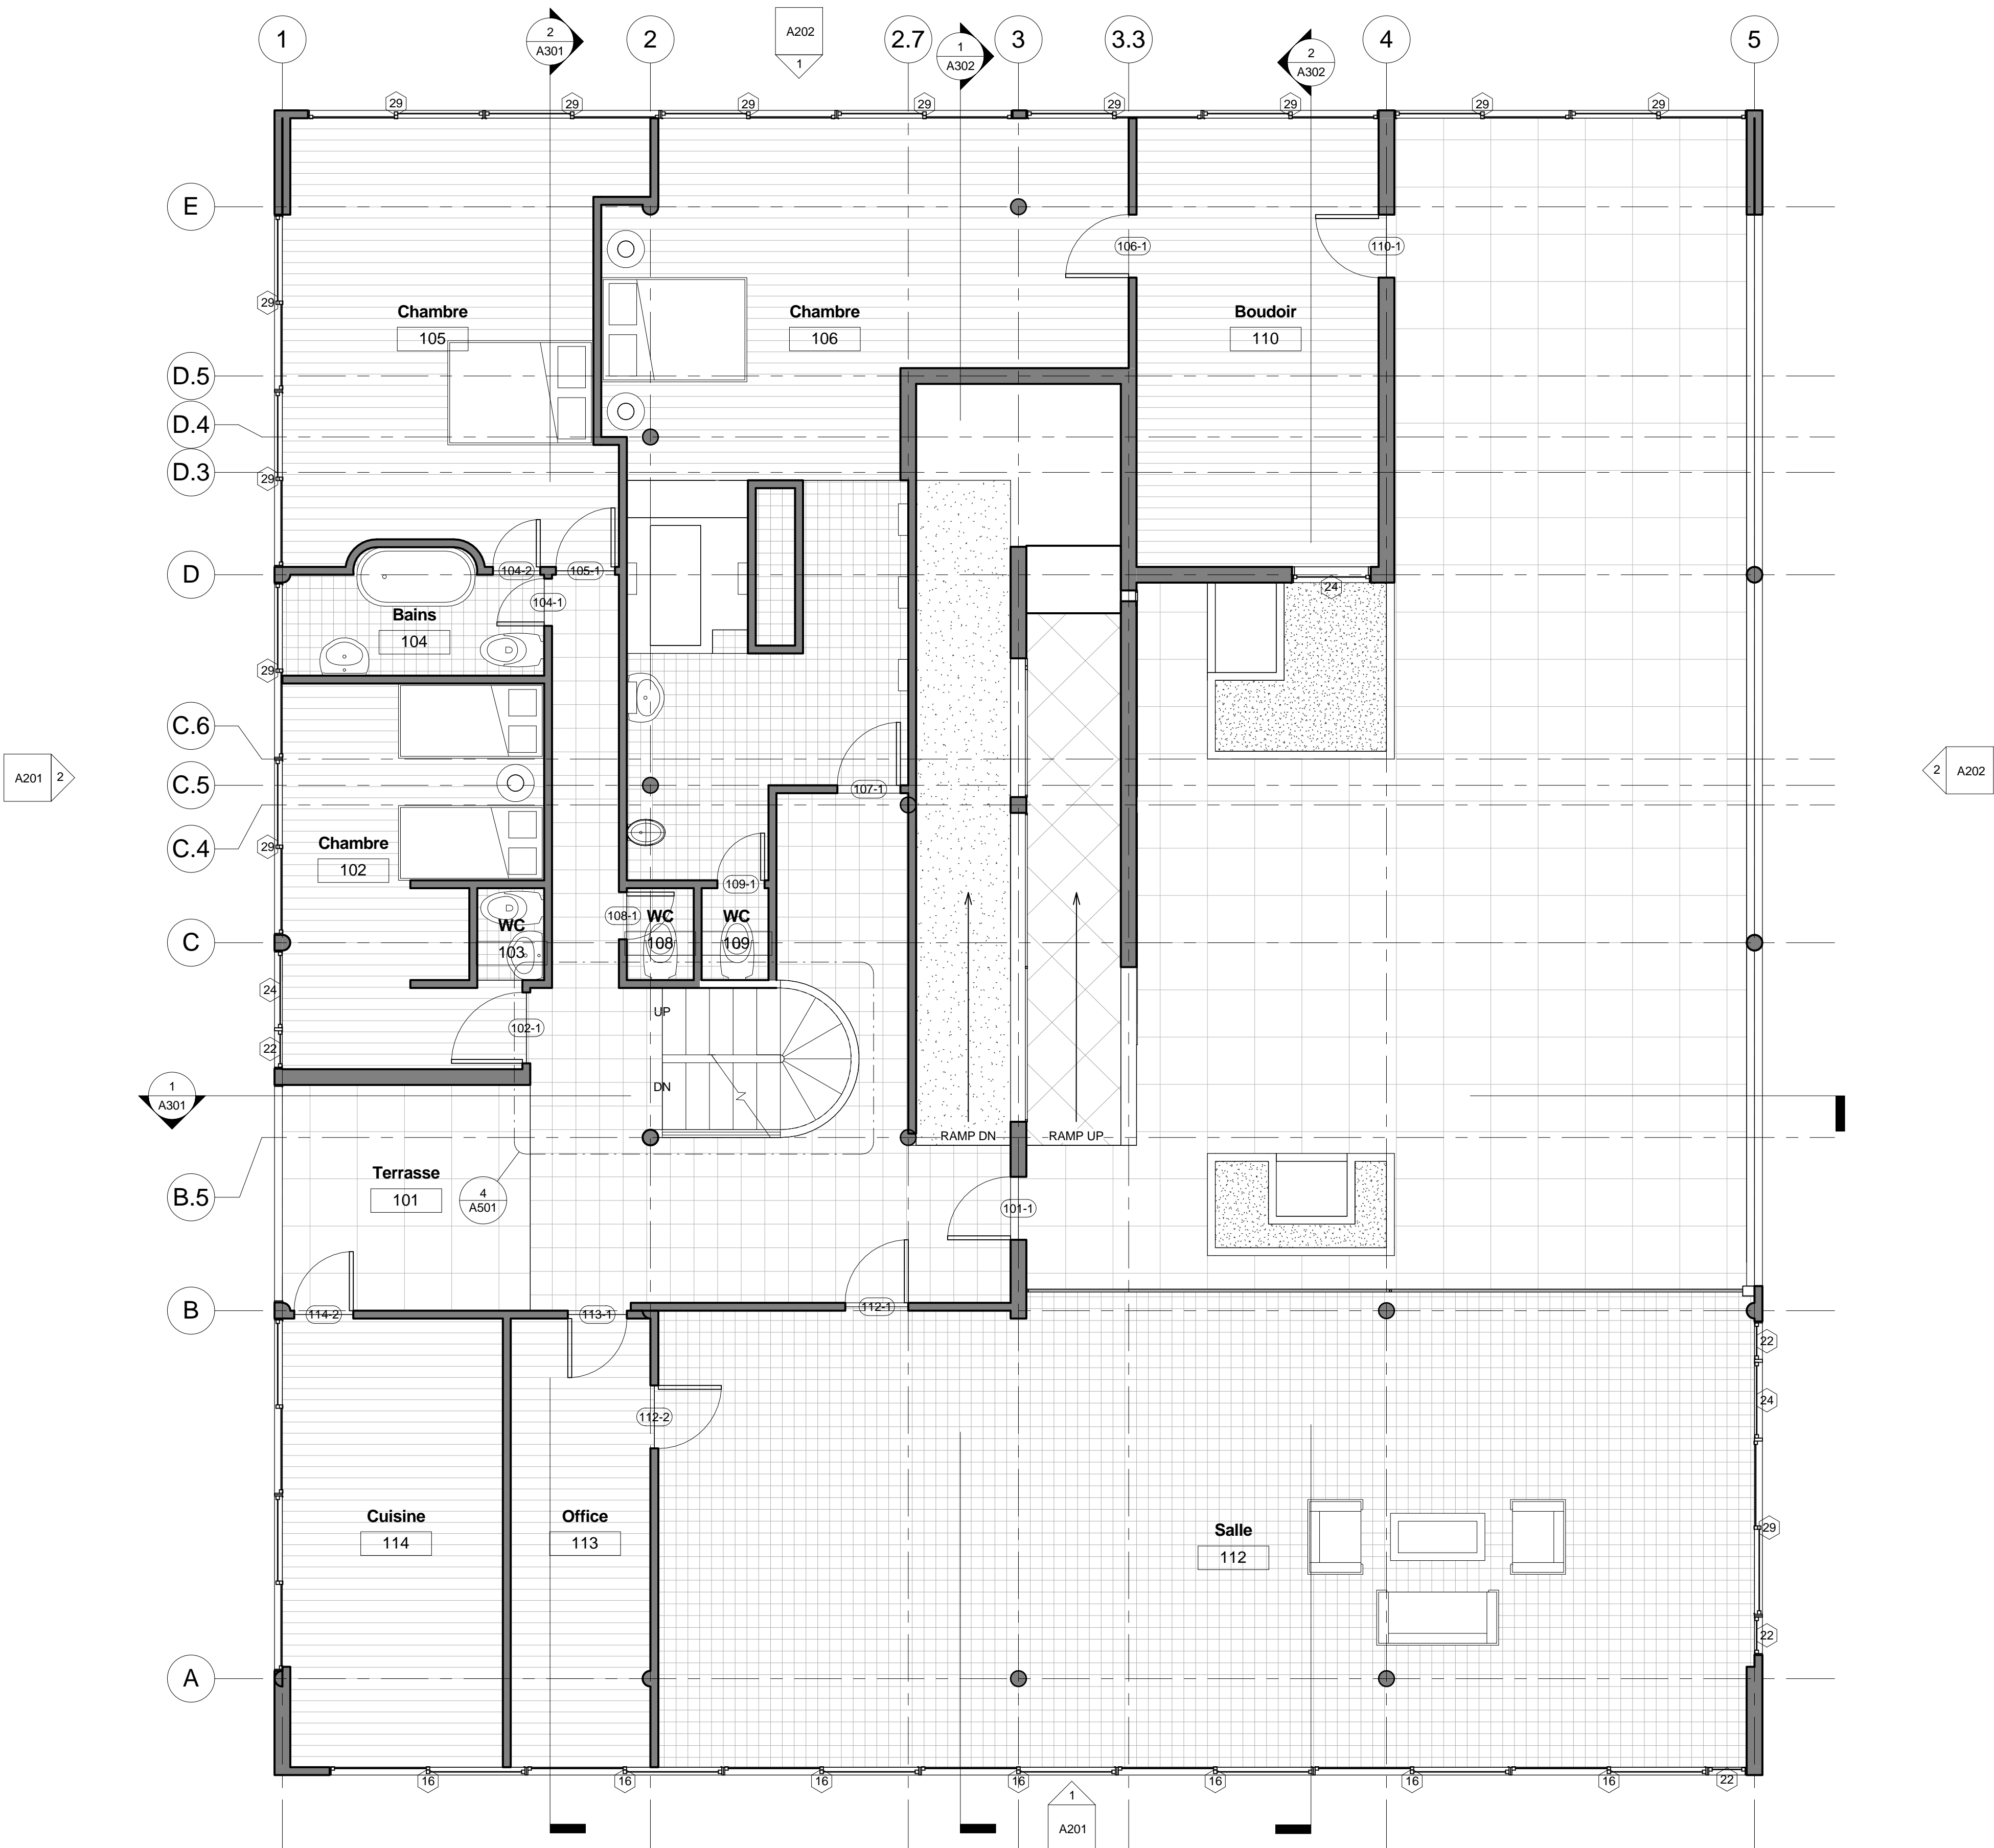 1
2
A301
2
A202
1
2.7
1
A302
3
3.3
2
A302
4
5
29
29
29
29
29
29
29
29
E
106-1
110-1
29
Chambre
105
Chambre
106
Boudoir
110
D.5
D.4
D.3
29
D
104-2
105-1
24
104-1
Bains
104
29
C.6
A201
2
2
A202
C.5
107-1
C.4
29
Chambre
102
109-1
108-1
WC
103
WC
108
WC
109
C
24
UP
102-1
22
DN
1
A301
RAMP DN
RAMP UP
Terrasse
101
B.5
4
A501
101-1
B
114-2
113-1
112-1
22
24
112-2
Cuisine
114
Office
113
Salle
112
29
22
A
16
16
16
16
16
16
16
22
1
A201